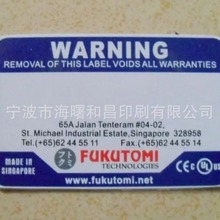 WARNING
REMOVAL OF THIS LABEL VOIDS ALL WARRANTIES
宁波市海曙和昌印刷有限公司
65A Jalan Tenteram #04-02,
St. Michael Industrial Estate,Singapore 328958
Tel :(65)62 44 55 11 Fax:(65)62 44 55 14
MADE IN
SINGAPORE
FUKUTOMI
TECHNOLOGIES
CE
UL
www.fukutomi.net